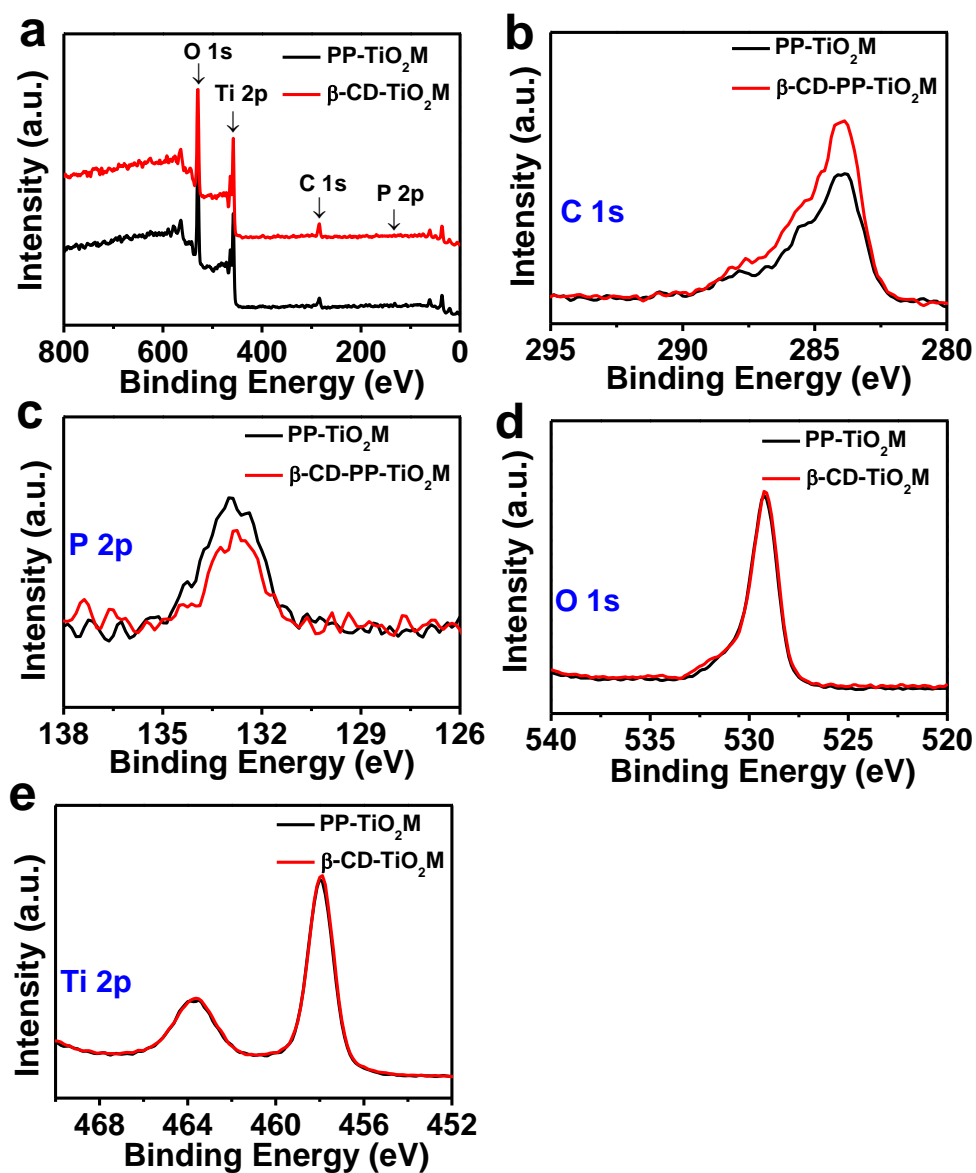 a
O 1s
PP-TiO₂M
β-CD-TiO₂M
Ti 2p
C 1s
P 2p
Intensity (a.u.)
800 600 400 200 0
Binding Energy (eV)
b
PP-TiO₂M
β-CD-PP-TiO₂M
C 1s
Intensity (a.u.)
295 290 285 280
Binding Energy (eV)
c
PP-TiO₂M
β-CD-PP-TiO₂M
P 2p
Intensity (a.u.)
138 135 132 129 126
Binding Energy (eV)
d
PP-TiO₂M
β-CD-TiO₂M
O 1s
Intensity (a.u.)
540 535 530 525 520
Binding Energy (eV)
e
PP-TiO₂M
β-CD-TiO₂M
Ti 2p
Intensity (a.u.)
468 464 460 456 452
Binding Energy (eV)